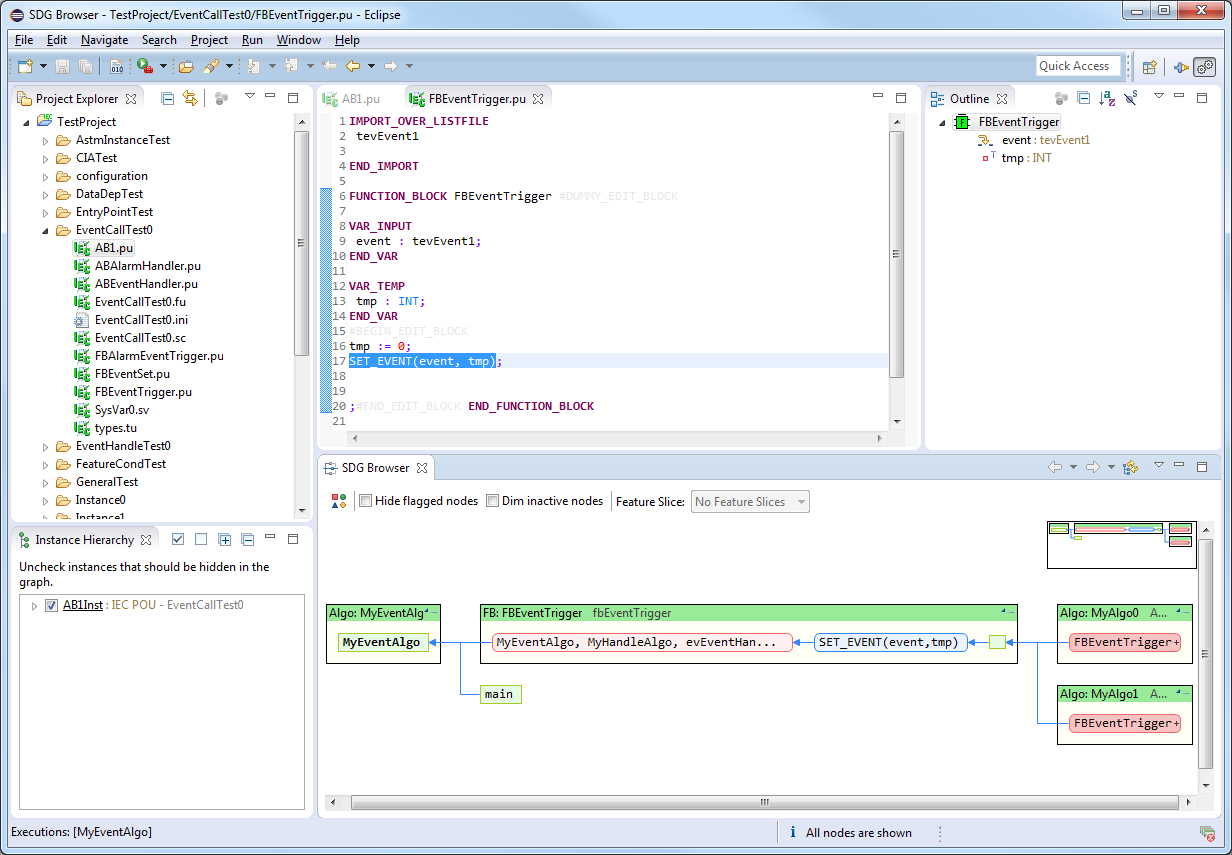 SDG Browser - TestProject/EventCallTest0/FBEventTrigger.pu - Eclipse
File Edit Navigate Search Project Run Window Help
Quick Access
Project Explorer
TestProject
AstmInstanceTest
CIATest
configuration
DataDepTest
EntryPointTest
EventCallTest0
AB1.pu
ABAlarmHandler.pu
ABEventHandler.pu
EventCallTest0.fu
EventCallTest0.ini
EventCallTest0.sc
FBAlarmEventTrigger.pu
FBEventSet.pu
FBEventTrigger.pu
SysVar0.sv
types.tu
EventHandleTest0
FeatureCondTest
GeneralTest
Instance0
Instance1
AB1.pu FBEventTrigger.pu
1 IMPORT_OVER_LISTFILE
2 tevEvent1
3
4 END_IMPORT
5
6 FUNCTION_BLOCK FBEventTrigger #DUMMY_EDIT_BLOCK
7
8 VAR_INPUT
9 event : tevEvent1;
10 END_VAR
11
12 VAR_TEMP
13 tmp : INT;
14 END_VAR
15 #BEGIN_EDIT_BLOCK
16 tmp := 0;
17 SET_EVENT(event, tmp);
18
19
20 ;#END_EDIT_BLOCK END_FUNCTION_BLOCK
21
Outline
FBEventTrigger
event : tevEvent1
tmp : INT
Instance Hierarchy
Uncheck instances that should be hidden in the
graph.
AB1Inst : IEC POU - EventCallTest0
SDG Browser
Hide flagged nodes Dim inactive nodes Feature Slice: No Feature Slices
Algo: MyEventAlg
MyEventAlgo
FB: FBEventTrigger fbEventTrigger
MyEventAlgo, MyHandleAlgo, evEventHan... SET_EVENT(event,tmp)
main
Algo: MyAlgo0 A...
FBEventTrigger+
Algo: MyAlgo1 A...
FBEventTrigger+
Executions: [MyEventAlgo]
All nodes are shown